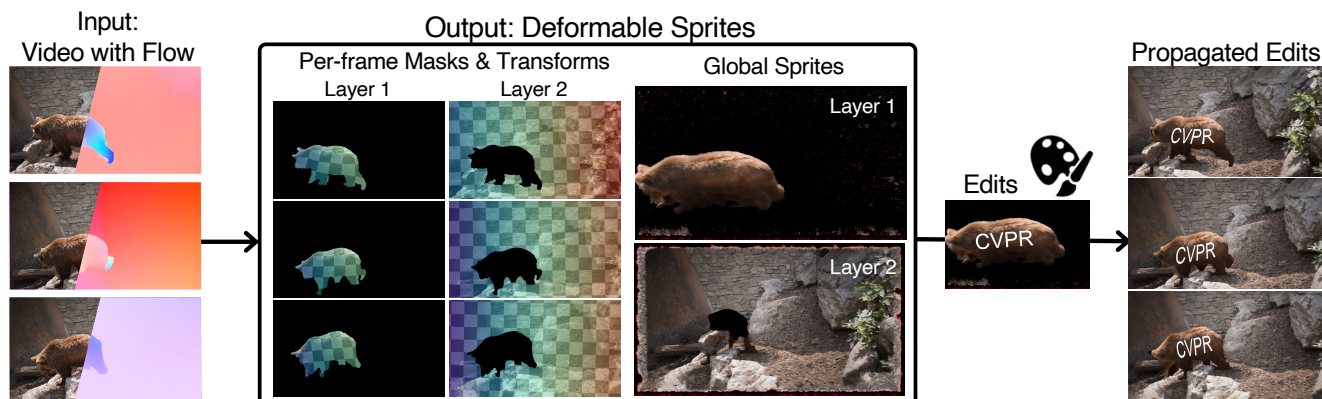 Input:
Video with Flow
Output: Deformable Sprites
Per-frame Masks & Transforms
Layer 1
Layer 2
Global Sprites
Layer 1
Layer 2
Edits
CVPR
Propagated Edits
CVPR
CVPR
CVPR